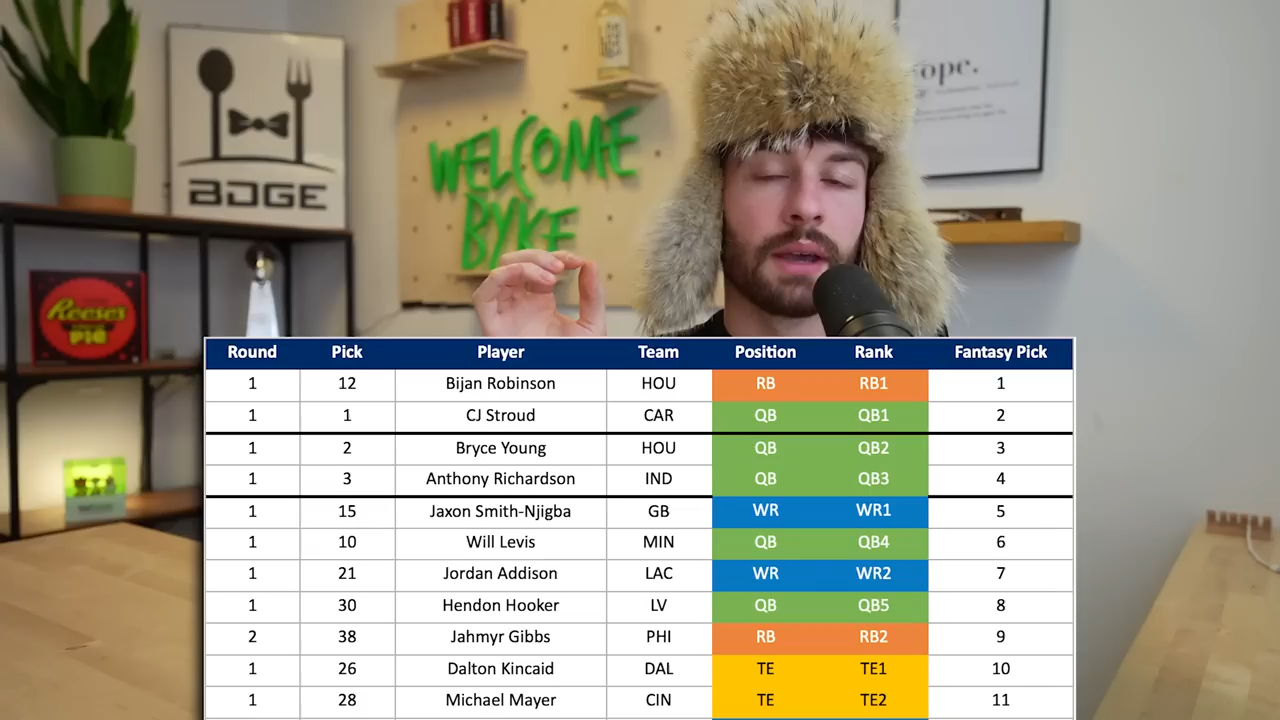 ope.
WELCOME
BYKE
BDGE
Reese's
PIE
Round Pick Player Team Position Rank Fantasy Pick
1 12 Bijan Robinson HOU RB RB1 1
1 1 CJ Stroud CAR QB QB1 2
1 2 Bryce Young HOU QB QB2 3
1 3 Anthony Richardson IND QB QB3 4
1 15 Jaxon Smith-Njigba GB WR WR1 5
1 10 Will Levis MIN QB QB4 6
1 21 Jordan Addison LAC WR WR2 7
1 30 Hendon Hooker LV QB QB5 8
2 38 Jahmyr Gibbs PHI RB RB2 9
1 26 Dalton Kincaid DAL TE TE1 10
1 28 Michael Mayer CIN TE TE2 11